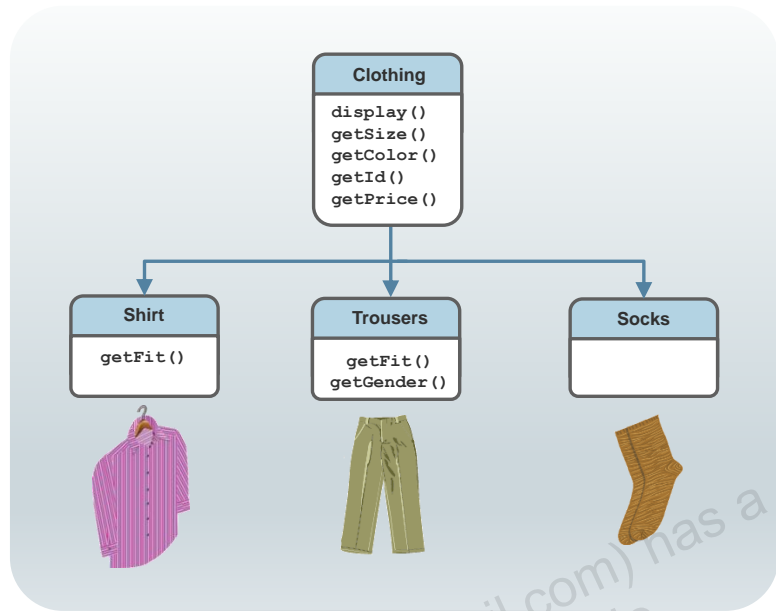 Clothing
display()
getSize()
getColor()
getId()
getPrice()
Shirt
getFit()
Trousers
getFit()
getGender()
Socks
com) has a